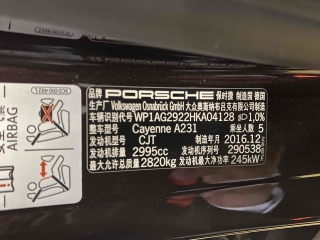 品牌 PORSCHE 保时捷 制造国 德国
生产厂 Volkswagen Osnabrück GmbH 大众奥斯纳布吕克有限公司制造
车辆识别代号 WP1AG2922HKA04128 1,0%
整车型号 Cayenne A231 乘坐人数 5
发动机型号 CJT 制造年月 2016.12
发动机排量 2995cc 发动机序列号 290538
最大允许总质量 2820kg 发动机最大净功率 245kW
AIRBAG